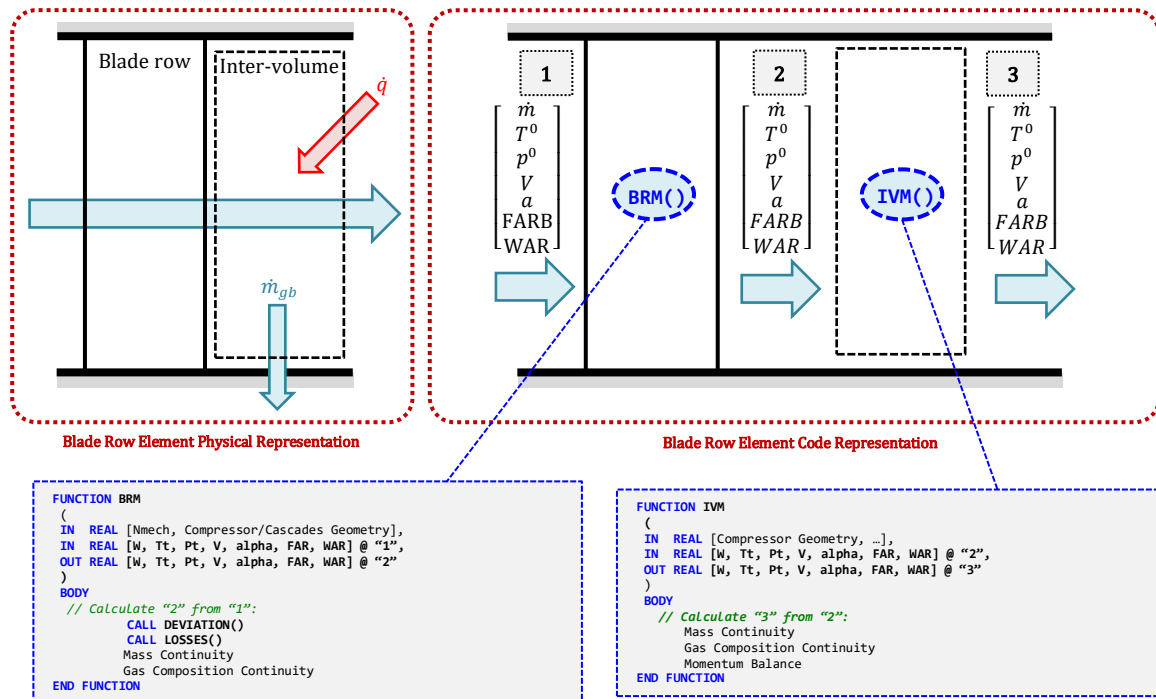 Blade row
Inter-volume
q̇
ṁ_gb
Blade Row Element Physical Representation
1
ṁ
T⁰
p⁰
V
a
FARB
WAR
BRM()
2
ṁ
T⁰
p⁰
V
a
FARB
WAR
IVM()
3
ṁ
T⁰
p⁰
V
a
FARB
WAR
Blade Row Element Code Representation
FUNCTION BRM
(
IN REAL [Nmech, Compressor/Cascades Geometry],
IN REAL [W, Tt, Pt, V, alpha, FAR, WAR] @ “1”,
OUT REAL [W, Tt, Pt, V, alpha, FAR, WAR] @ “2”
)
BODY
// Calculate “2” from “1”:
CALL DEVIATION()
CALL LOSSES()
Mass Continuity
Gas Composition Continuity
END FUNCTION
FUNCTION IVM
(
IN REAL [Compressor Geometry, …],
IN REAL [W, Tt, Pt, V, alpha, FAR, WAR] @ “2”,
OUT REAL [W, Tt, Pt, V, alpha, FAR, WAR] @ “3”
)
BODY
// Calculate “3” from “2”:
Mass Continuity
Gas Composition Continuity
Momentum Balance
END FUNCTION